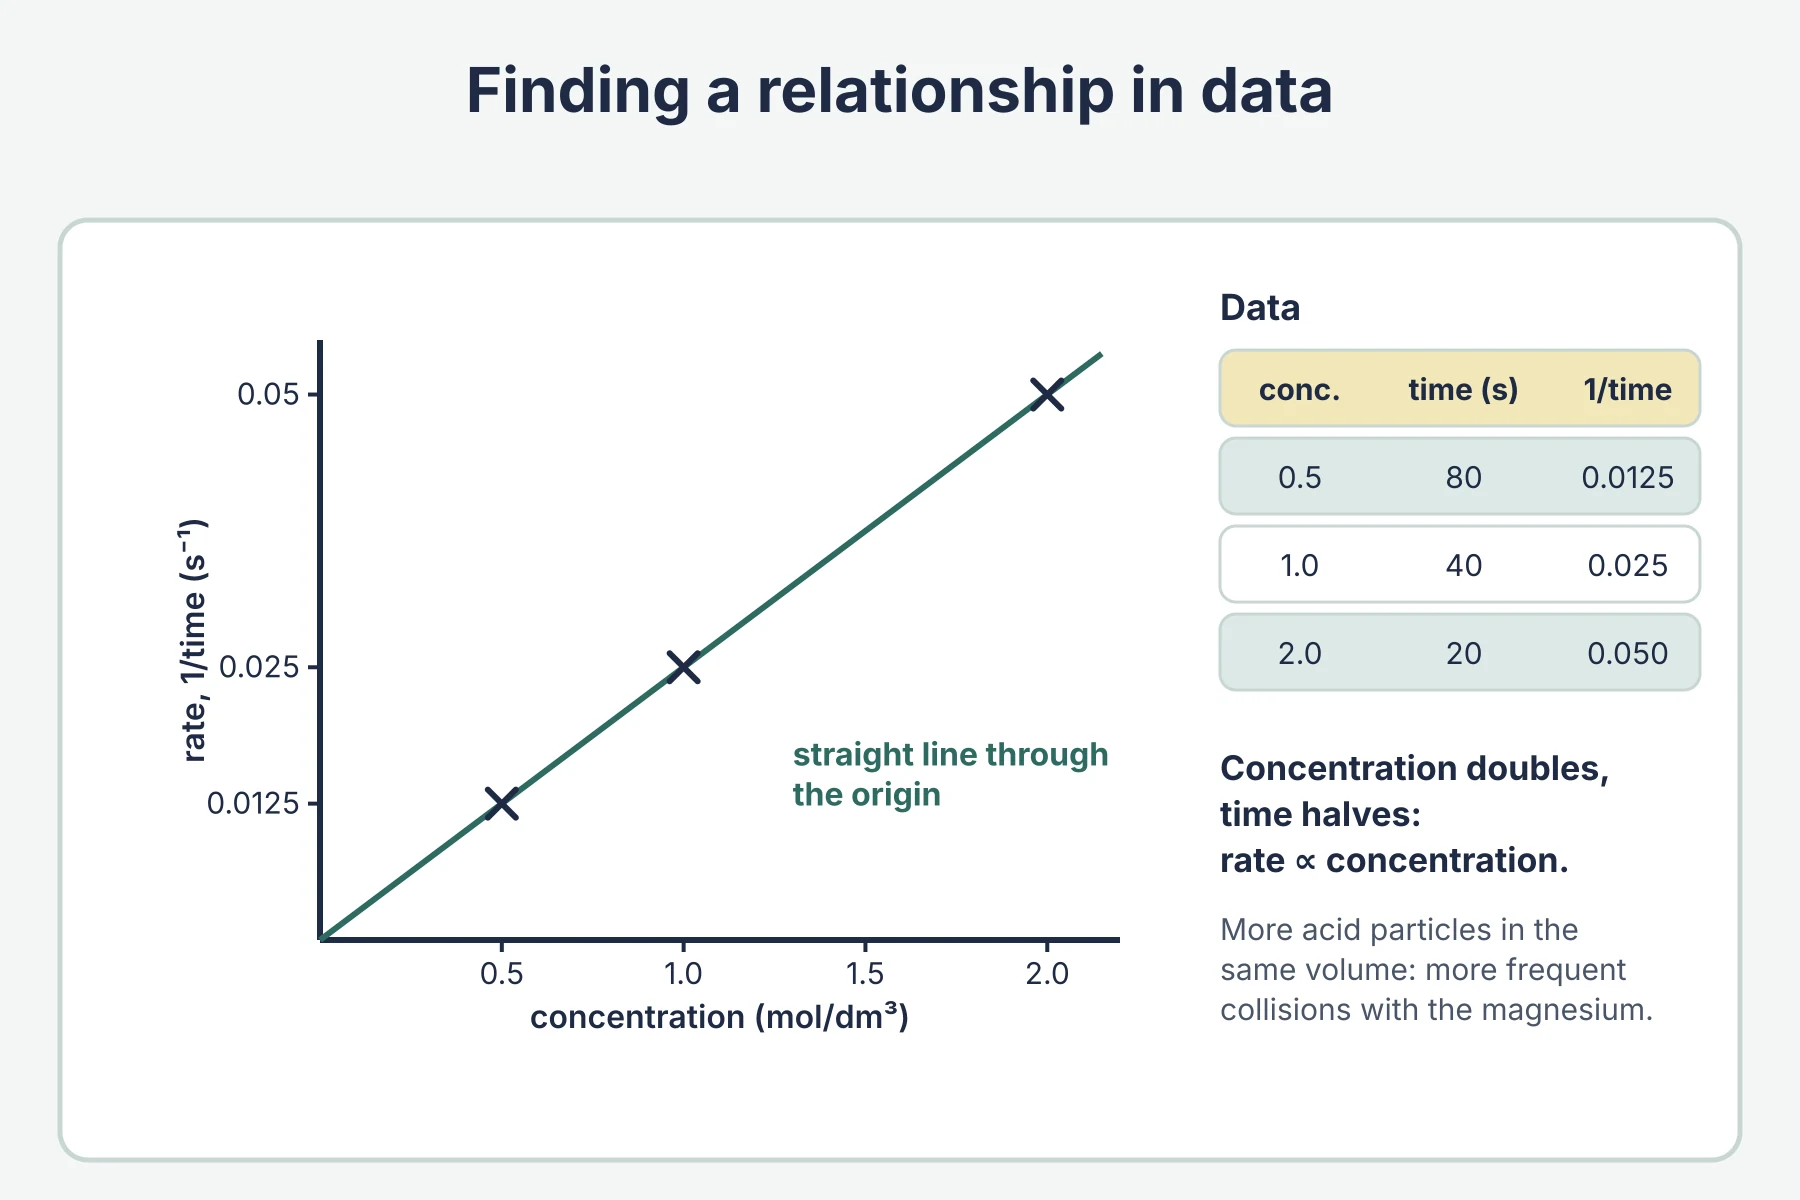 Finding a relationship in data
rate, 1/time (s⁻¹)
0.05
0.025
0.0125
0.5 1.0 1.5 2.0
concentration (mol/dm³)
straight line through
the origin
Data
conc. time (s) 1/time
0.5 80 0.0125
1.0 40 0.025
2.0 20 0.050
Concentration doubles,
time halves:
rate ∝ concentration.
More acid particles in the
same volume: more frequent
collisions with the magnesium.